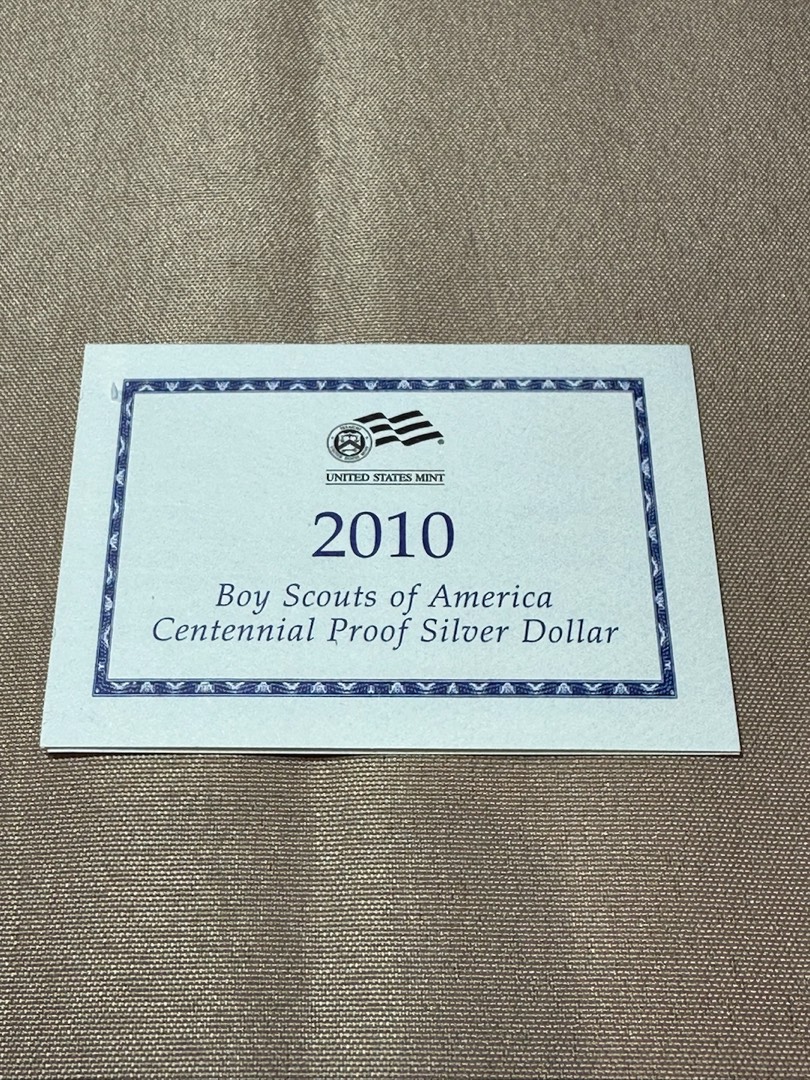 UNITED STATES MINT
2010
Boy Scouts of America
Centennial Proof Silver Dollar